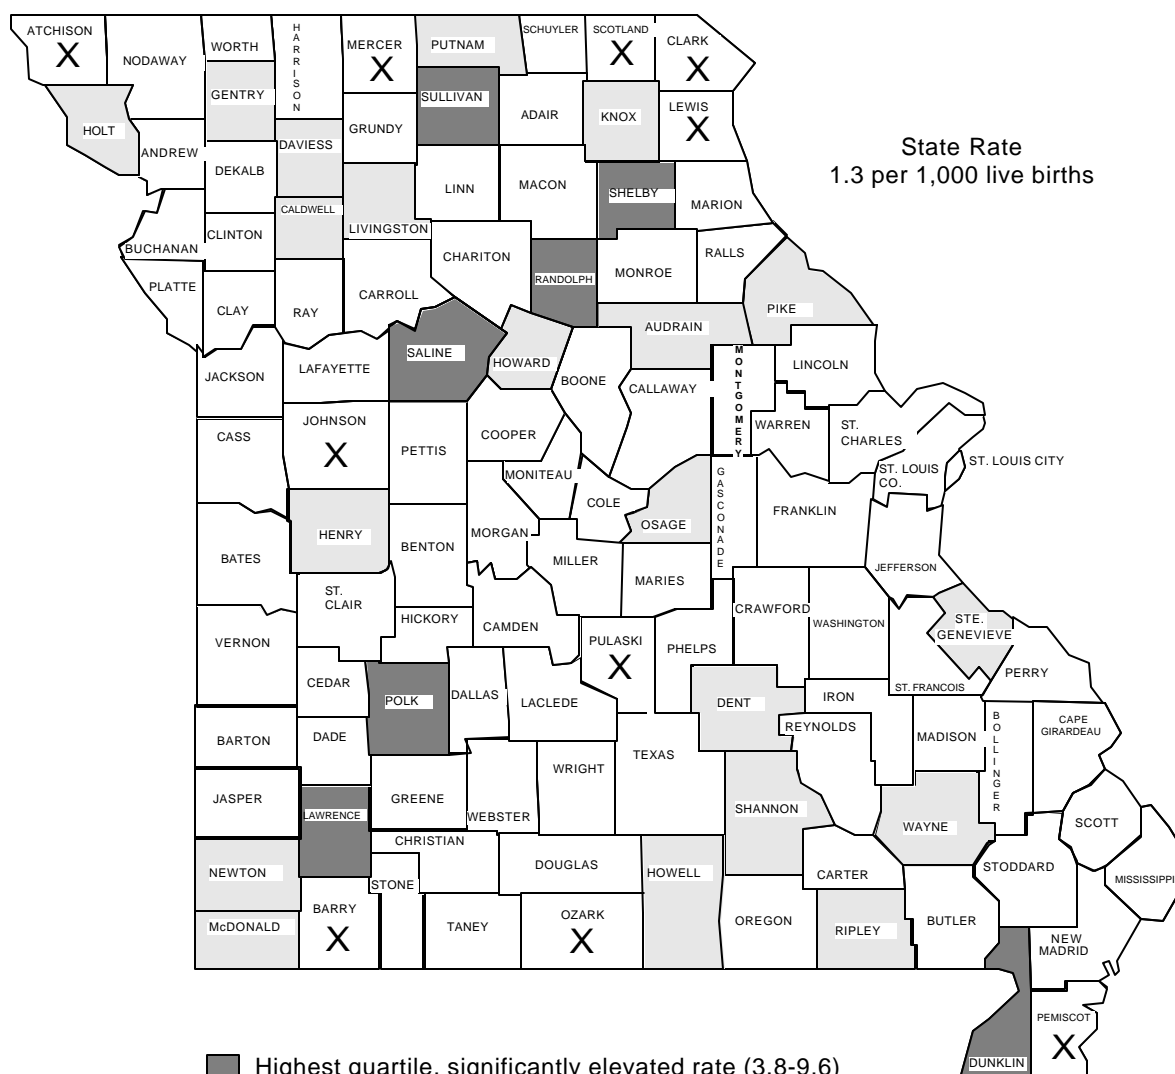 ATCHISON
X
NODAWAY
WORTH
HARRISON
MERCER
X
PUTNAM
SCHUYLER
SCOTLAND
X
CLARK
X
HOLT
GENTRY
SULLIVAN
ADAIR
KNOX
LEWIS
X
State Rate
1.3 per 1,000 live births
ANDREW
DEKALB
DAVIESS
GRUNDY
LINN
MACON
SHELBY
MARION
BUCHANAN
CLINTON
CALDWELL
LIVINGSTON
CHARITON
RANDOLPH
MONROE
RALLS
PLATTE
CLAY
RAY
CARROLL
PIKE
JACKSON
LAFAYETTE
SALINE
HOWARD
BOONE
AUDRAIN
CALLAWAY
MONTGOMERY
LINCOLN
CASS
JOHNSON
X
PETTIS
COOPER
WARREN
ST.
CHARLES
ST. LOUIS
CO.
ST. LOUIS CITY
MONITEAU
COLE
OSAGE
GASCONADE
FRANKLIN
BATES
HENRY
BENTON
MORGAN
MILLER
MARIES
JEFFERSON
ST.
CLAIR
HICKORY
CAMDEN
PULASKI
X
PHELPS
CRAWFORD
WASHINGTON
STE.
GENEVIEVE
VERNON
CEDAR
POLK
DALLAS
LACLEDE
DENT
IRON
ST. FRANCOIS
PERRY
BARTON
DADE
TEXAS
REYNOLDS
MADISON
BOLLINGER
CAPE
GIRARDEAU
JASPER
LAWRENCE
GREENE
WEBSTER
WRIGHT
SHANNON
WAYNE
SCOTT
CHRISTIAN
NEWTON
STONE
DOUGLAS
HOWELL
CARTER
STODDARD
MISSISSIPPI
McDONALD
BARRY
X
TANEY
OZARK
X
OREGON
RIPLEY
BUTLER
NEW
MADRID
PEMISCOT
X
DUNKLIN
Highest quartile, significantly elevated rate (3.8-9.6)